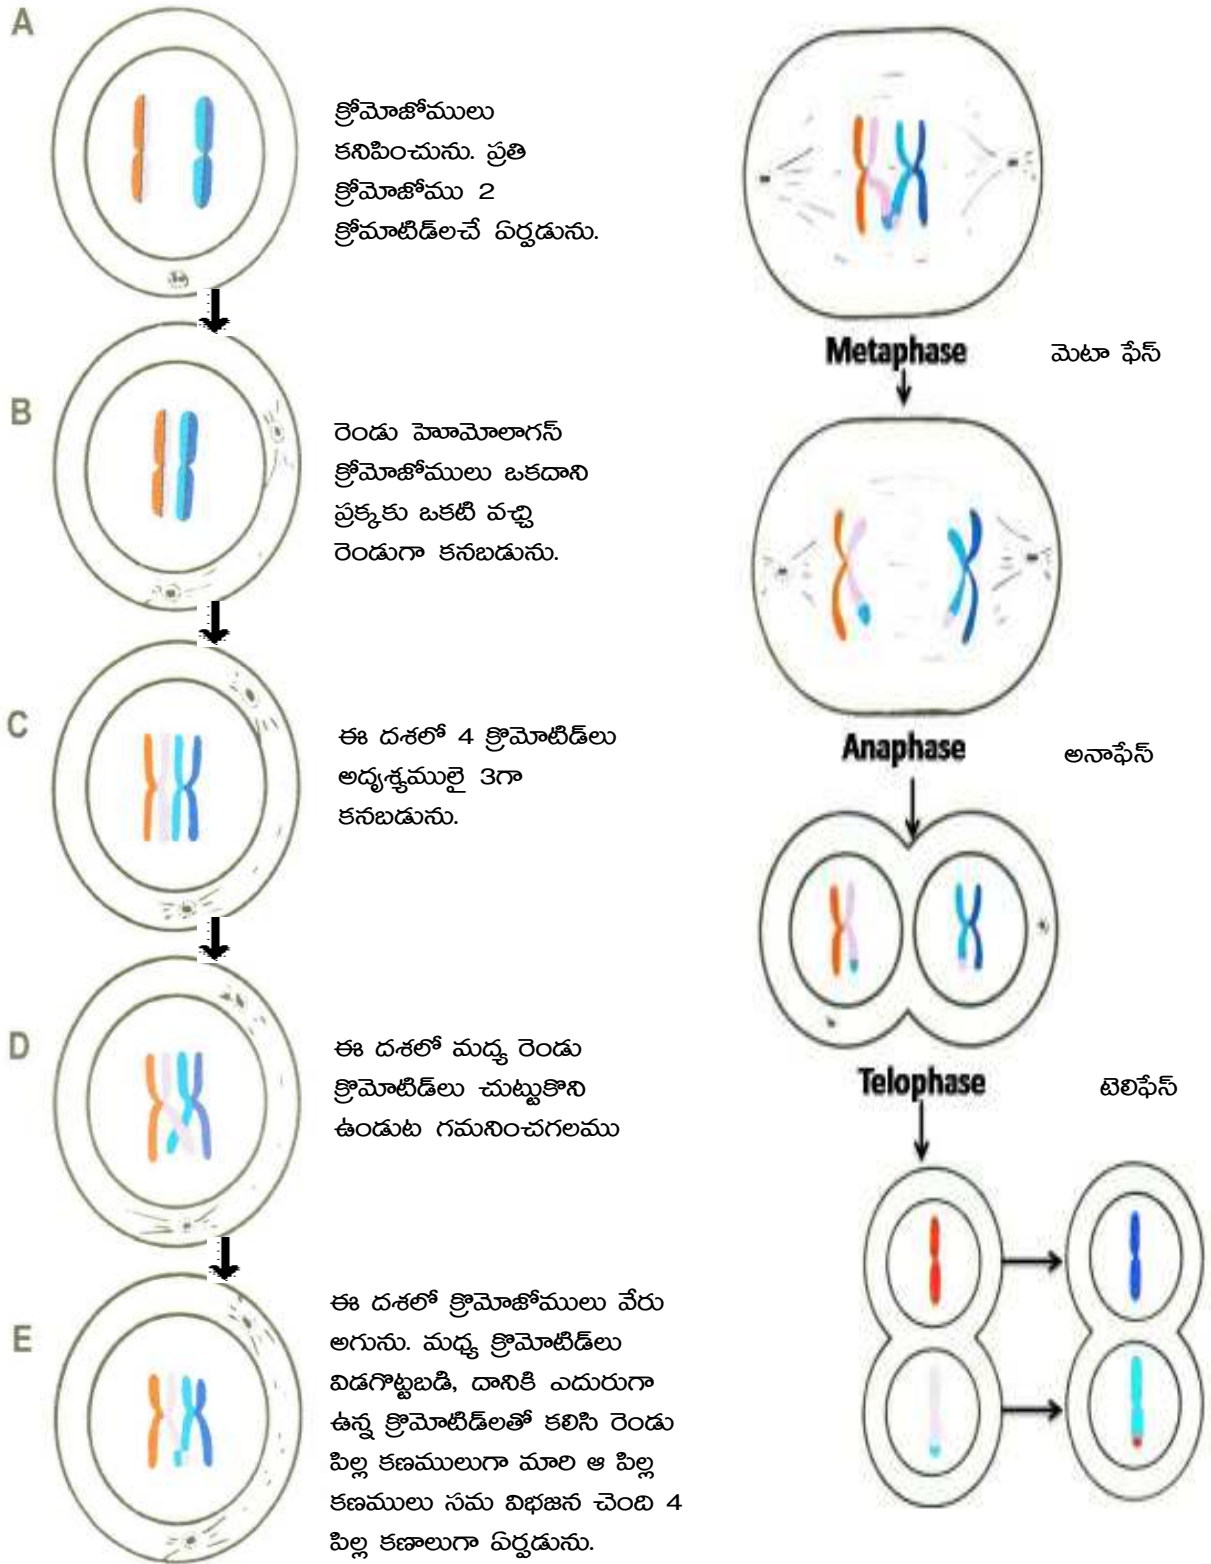 A
క్రోమోజోములు
కనిపించును. ప్రతి
క్రోమోజోము 2
క్రోమాటిడ్‌లచే ఏర్పడును.
B
రెండు హెూమోలాగస్
క్రోమోజోములు ఒకదాని
ప్రక్కకు ఒకటి వచ్చి
రెండుగా కనబడును.
C
ఈ దశలో 4 క్రొమోటిడ్‌లు
అదృశ్యములై 3గా
కనబడును.
D
ఈ దశలో మద్య రెండు
క్రొమోటిడ్‌లు చుట్టుకొని
ఉండుట గమనించగలము
E
ఈ దశలో క్రొమోజోములు వేరు
అగును. మధ్య క్రొమోటిడ్‌లు
విడగొట్టబడి, దానికి ఎదురుగా
ఉన్న క్రొమోటిడ్‌లతో కలిసి రెండు
పిల్ల కణములుగా మారి ఆ పిల్ల
కణములు సమ విభజన చెంది 4
పిల్ల కణాలుగా ఏర్పడును.
Metaphase మెటా ఫేస్
Anaphase అనాఫేస్
Telophase టెలిఫేస్